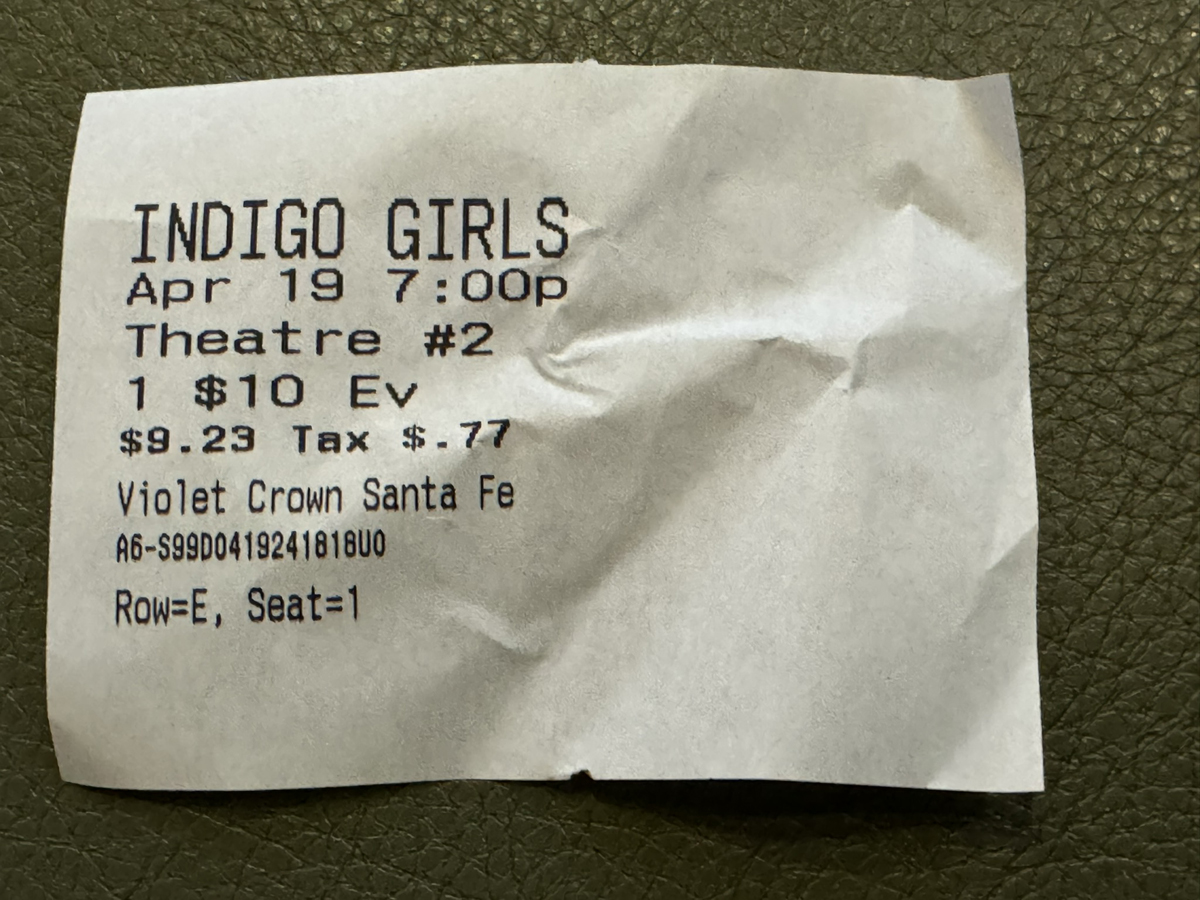 INDIGO GIRLS
Apr 19 7:00p
Theatre #2
1 $10 Ev
$9.23 Tax $.77
Violet Crown Santa Fe
A6-S99D0419241818U0
Row=E, Seat=1